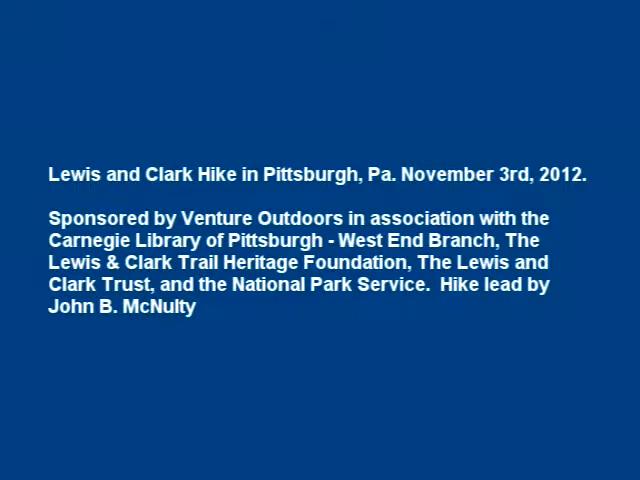 Lewis and Clark Hike in Pittsburgh, Pa. November 3rd, 2012.
Sponsored by Venture Outdoors in association with the
Carnegie Library of Pittsburgh - West End Branch, The
Lewis & Clark Trail Heritage Foundation, The Lewis and
Clark Trust, and the National Park Service.  Hike lead by
John B. McNulty